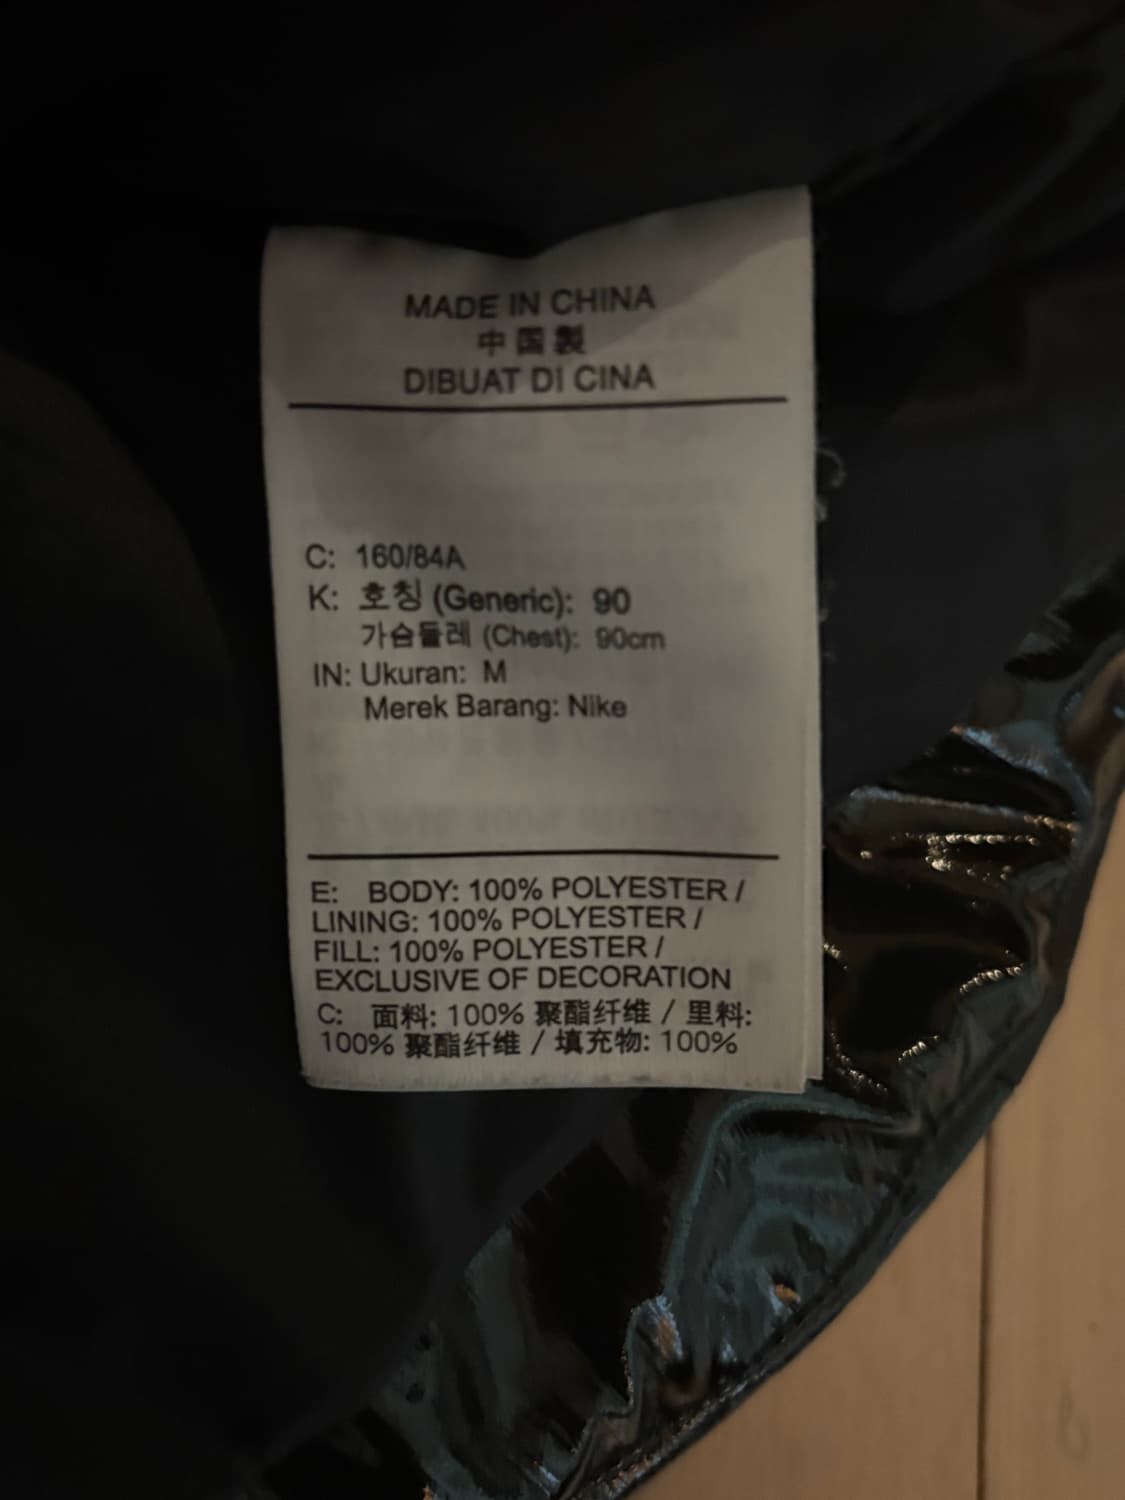 MADE IN CHINA
中国製
DIBUAT DI CINA
C: 160/84A
K: 호칭 (Generic): 90
가슴둘레 (Chest): 90cm
IN: Ukuran: M
Merek Barang: Nike
E: BODY: 100% POLYESTER /
LINING: 100% POLYESTER /
FILL: 100% POLYESTER /
EXCLUSIVE OF DECORATION
C: 面料: 100% 聚酯纤维 / 里料:
100% 聚酯纤维 / 填充物: 100%